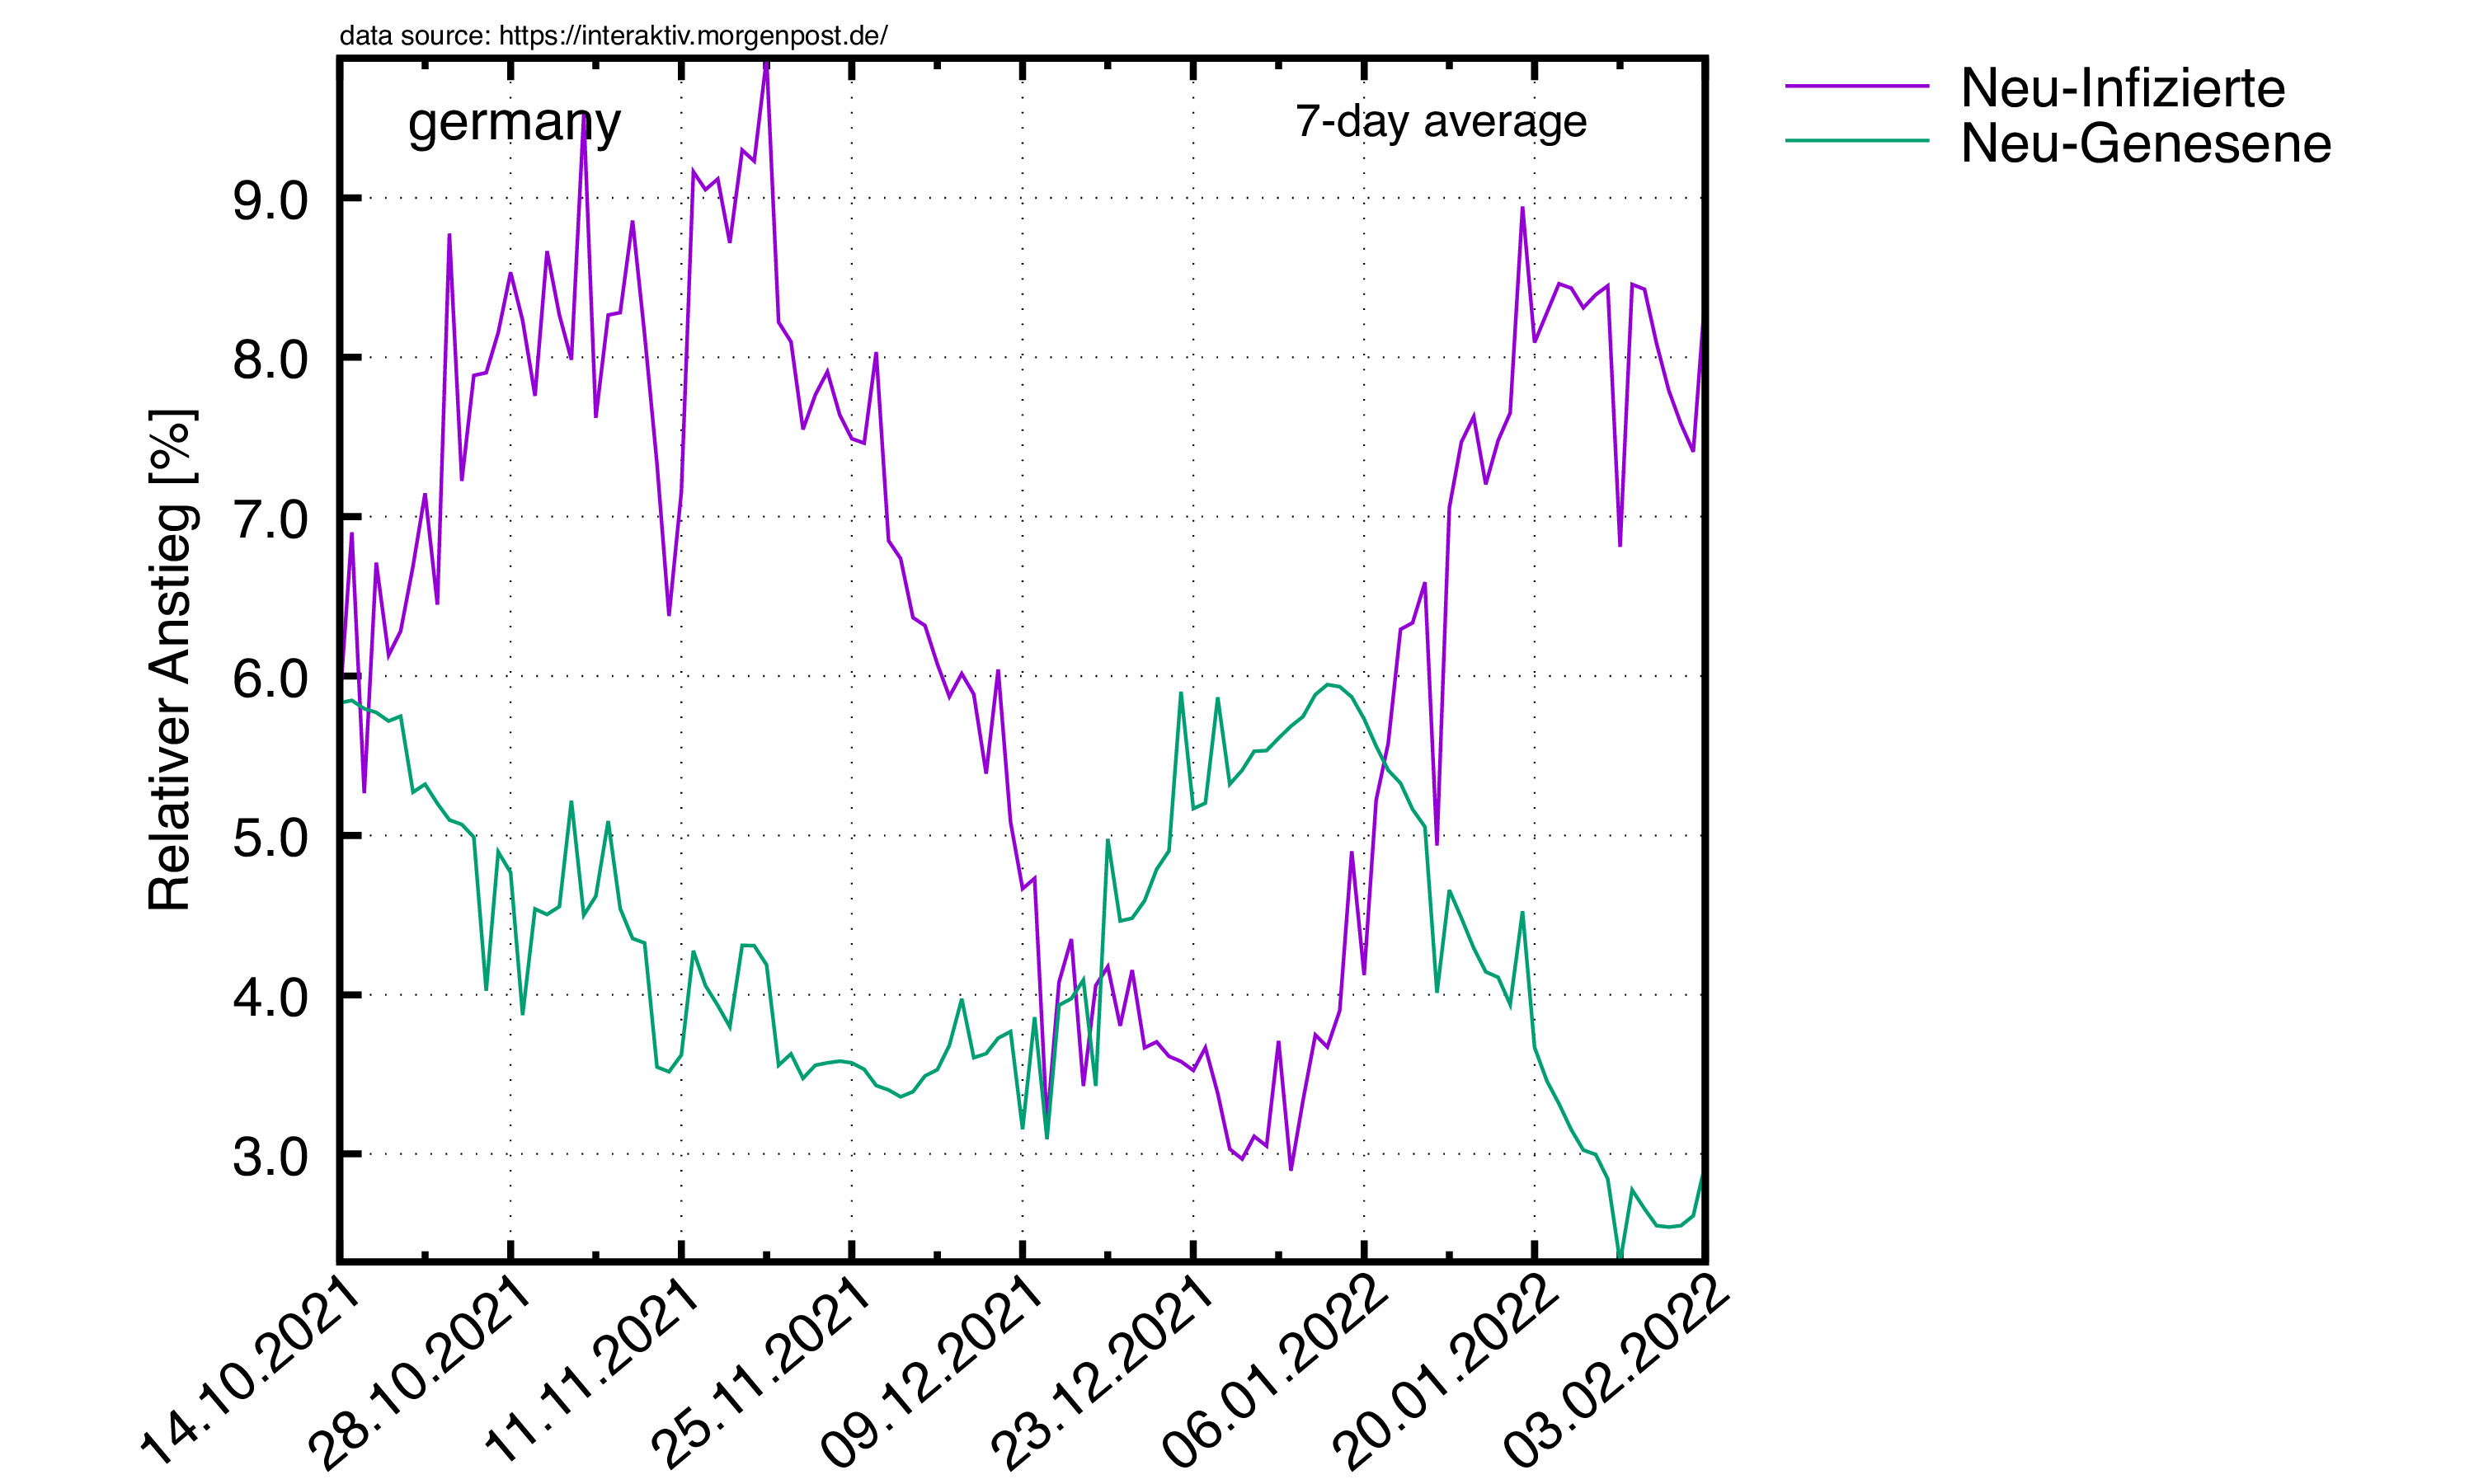 data source: https://interaktiv.morgenpost.de/
germany
7-day average
Neu-Infizierte
Neu-Genesene
Relativer Anstieg [%]
9.0
8.0
7.0
6.0
5.0
4.0
3.0
14.10.2021
28.10.2021
11.11.2021
25.11.2021
09.12.2021
23.12.2021
06.01.2022
20.01.2022
03.02.2022